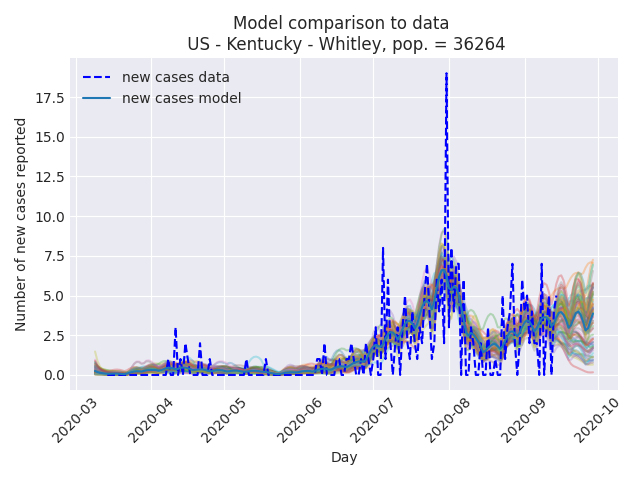 Model comparison to data
US - Kentucky - Whitley, pop. = 36264
new cases data
new cases model
Number of new cases reported
17.5
15.0
12.5
10.0
7.5
5.0
2.5
0.0
2020-03
2020-04
2020-05
2020-06
2020-07
2020-08
2020-09
2020-10
Day